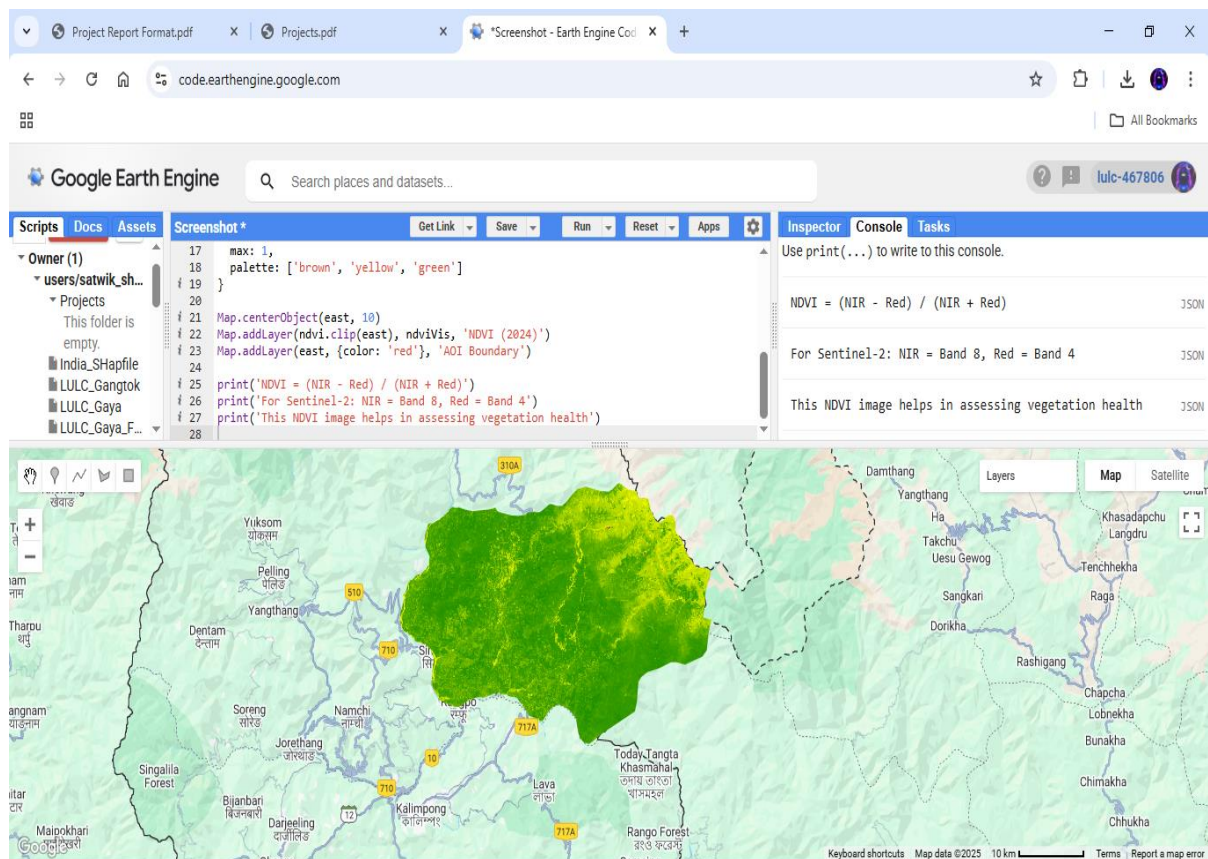 Project Report Format.pdf
Projects.pdf
*Screenshot - Earth Engine Cod
code.earthengine.google.com
All Bookmarks
Google Earth Engine
Search places and datasets...
lulc-467806
Scripts Docs Assets
Screenshot *
Get Link Save Run Reset Apps
Inspector Console Tasks
Owner (1)
users/satwik_sh...
Projects
This folder is
empty.
India_SHapfile
LULC_Gangtok
LULC_Gaya
LULC_Gaya_F...
17 max: 1,
18 palette: ['brown', 'yellow', 'green']
i 19 }
20
i 21 Map.centerObject(east, 10)
i 22 Map.addLayer(ndvi.clip(east), ndviVis, 'NDVI (2024)')
i 23 Map.addLayer(east, {color: 'red'}, 'AOI Boundary')
24
i 25 print('NDVI = (NIR - Red) / (NIR + Red)')
i 26 print('For Sentinel-2: NIR = Band 8, Red = Band 4')
i 27 print('This NDVI image helps in assessing vegetation health')
28
Use print(...) to write to this console.
NDVI = (NIR - Red) / (NIR + Red) JSON
For Sentinel-2: NIR = Band 8, Red = Band 4 JSON
This NDVI image helps in assessing vegetation health JSON
Layers
Map Satellite
310A
Damthang
Yangthang
Ha
Takchu
Uesu Gewog
Khasadapchu
Langdru
Tenchhekha
Yuksom
योकसम
Pelling
पेलिङ
510
Yangthang
Sangkari
Raga
Tharpu
थर्पु
Dentam
देन्ताम
710
Dorikha
Rashigang
Chapcha
Lobnekha
Soreng
सोरेङ
Namchi
नाम्ची
रम्फू
717A
Bunakha
Jorethang
जोरथाङ
10
Today Tangta
Khasmahal
তদায় তাংতা
খাসমহল
Singalila
Forest
710
Lava
লাভা
Chimakha
Bijanbari
बिजनबारी
12
Kalimpong
कालिम्पोङ
Darjeeling
दार्जीलिङ
717A
Rango Forest
রংও ফরেস্ট
Chhukha
Maipokhari
Google
Keyboard shortcuts Map data ©2025 10 km Terms Report a map error